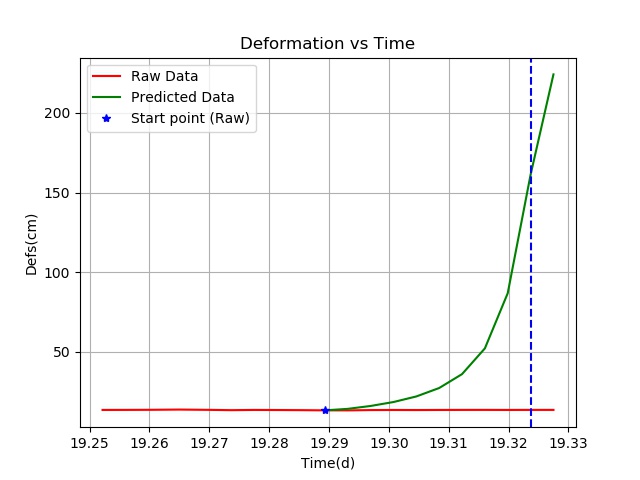 Deformation vs Time
Raw Data
Predicted Data
Start point (Raw)
200
150
100
50
Defs(cm)
19.25 19.26 19.27 19.28 19.29 19.30 19.31 19.32 19.33
Time(d)